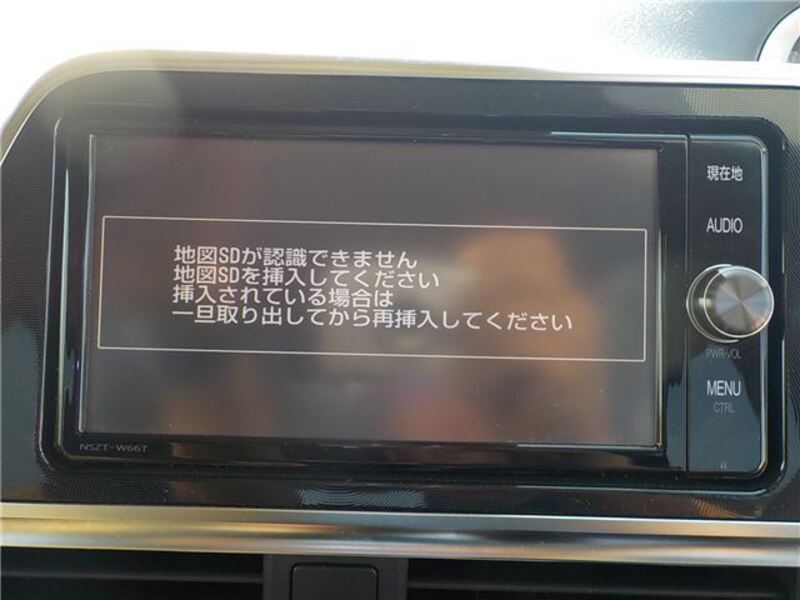 地図SDが認識できません
地図SDを挿入してください
挿入されている場合は
一旦取り出してから再挿入してください
現在地
AUDIO
PWR-VOL
MENU
CTRL
NSZT-W66T